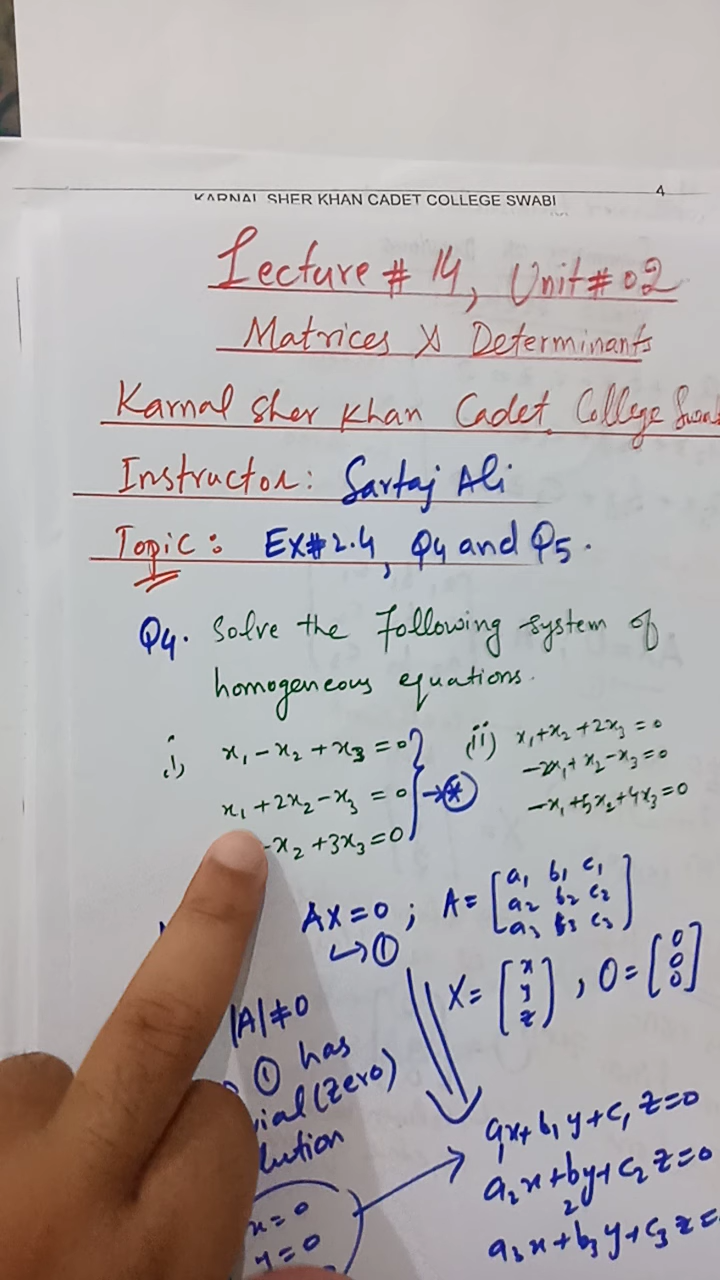 4
KARNAL SHER KHAN CADET COLLEGE SWABI
Lecture # 14, Unit # 02
Matrices & Determinants
Karnal Sher Khan Cadet College
Instructor: Sartaj Ali
Topic: EX#2.4, Q4 and Q5.
Q4. Solve the following system of
homogeneous equations.
i) x₁ - x₂ + x₃ = 0
x₁ + 2x₂ - x₃ = 0 → *
-x₂ + 3x₃ = 0
(ii) x₁ + x₂ + 2x₃ = 0
-2x₁ + x₂ - x₃ = 0
-x₁ + 5x₂ + 4x₃ = 0
AX = 0 ; A = [a₁ b₁ c₁
a₂ b₂ c₂
a₃ b₃ c₃]
↳ ①
X = [x
y
z], O = [0
0
0]
|A| ≠ 0
① has
(Zero)
x = 0
y = 0
a₁x + b₁y + c₁z = 0
a₂x + b₂y + c₂z = 0
a₃x + b₃y + c₃z =